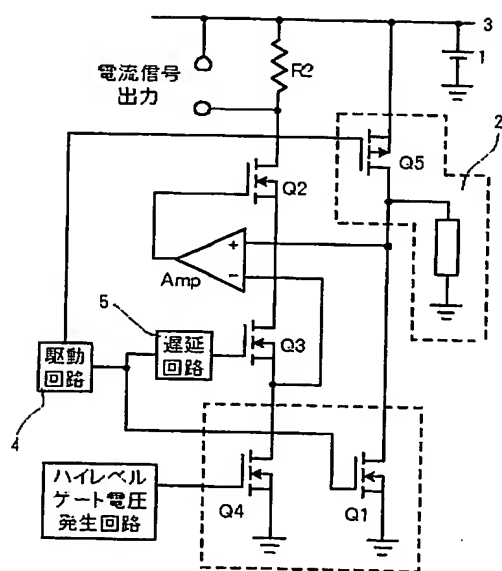 3
1
電流信号
出力
R2
2
Q5
Q2
+
Amp
−
5
遅延
回路
Q3
駆動
回路
4
ハイレベル
ゲート電圧
発生回路
Q4
Q1